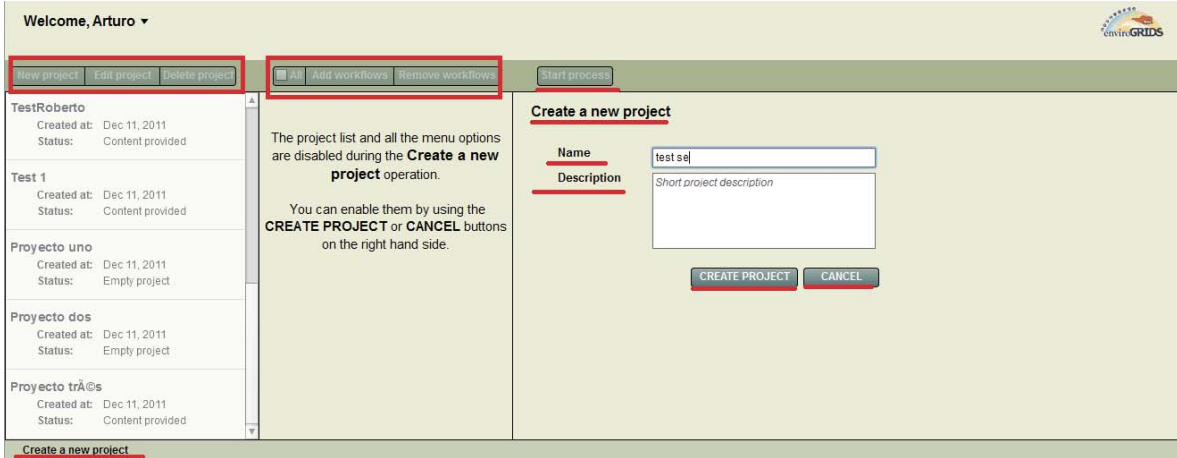 Welcome, Arturo
enviroGRIDS
New project Edit project Delete project
All Add workflows Remove workflows
Start process
TestRoberto
Created at: Dec 11, 2011
Status: Content provided
Test 1
Created at: Dec 11, 2011
Status: Content provided
Proyecto uno
Created at: Dec 11, 2011
Status: Empty project
Proyecto dos
Created at: Dec 11, 2011
Status: Empty project
Proyecto trÃ©s
Created at: Dec 11, 2011
Status: Content provided
The project list and all the menu options
are disabled during the Create a new
project operation.
You can enable them by using the
CREATE PROJECT or CANCEL buttons
on the right hand side.
Create a new project
Name test se
Description Short project description
CREATE PROJECT CANCEL
Create a new project